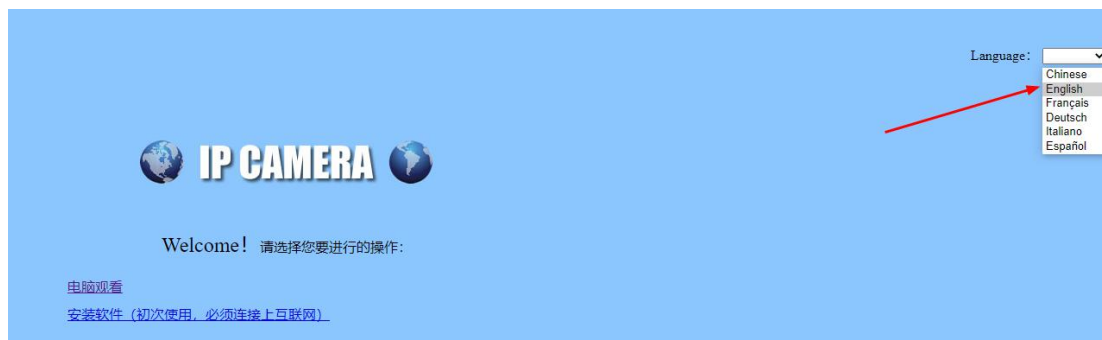 Language:
Chinese
English
Français
Deutsch
Italiano
Español
IP CAMERA
Welcome! 请选择您要进行的操作:
电脑观看
安装软件（初次使用，必须连接上互联网）